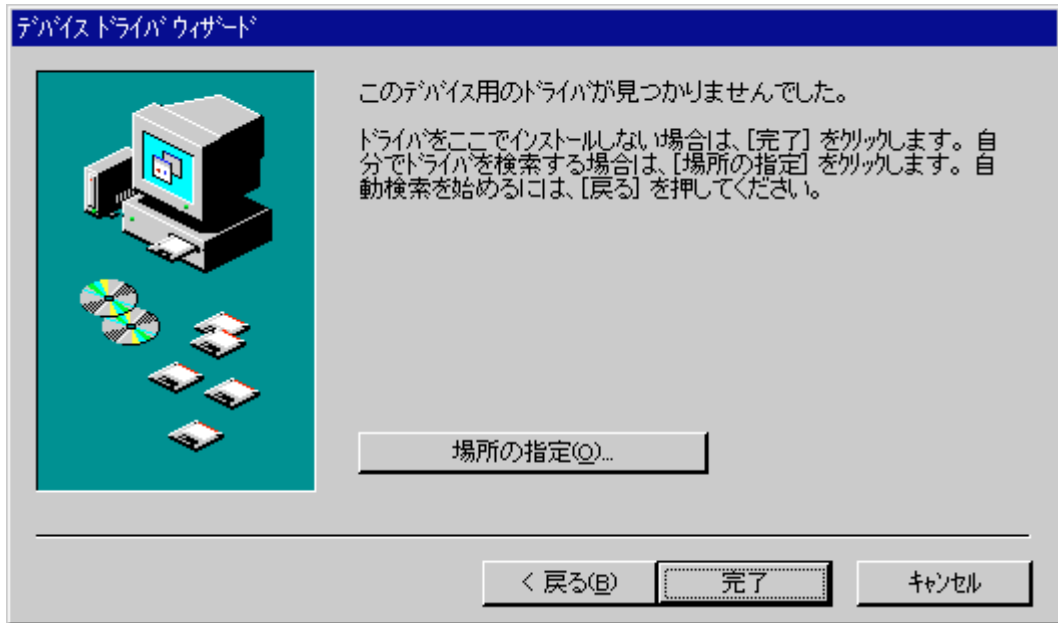 ﾃﾞﾊﾞｲｽ ﾄﾞﾗｲﾊﾞ ｳｨｻﾞｰﾄﾞ
このﾃﾞﾊﾞｲｽ用のﾄﾞﾗｲﾊﾞが見つかりませんでした。
ﾄﾞﾗｲﾊﾞをここでｲﾝｽﾄｰﾙしない場合は、[完了] をｸﾘｯｸします。自
分でﾄﾞﾗｲﾊﾞを検索する場合は、[場所の指定] をｸﾘｯｸします。自
動検索を始めるには、[戻る] を押してください。
場所の指定(O)...
< 戻る(B)
完了
ｷｬﾝｾﾙ